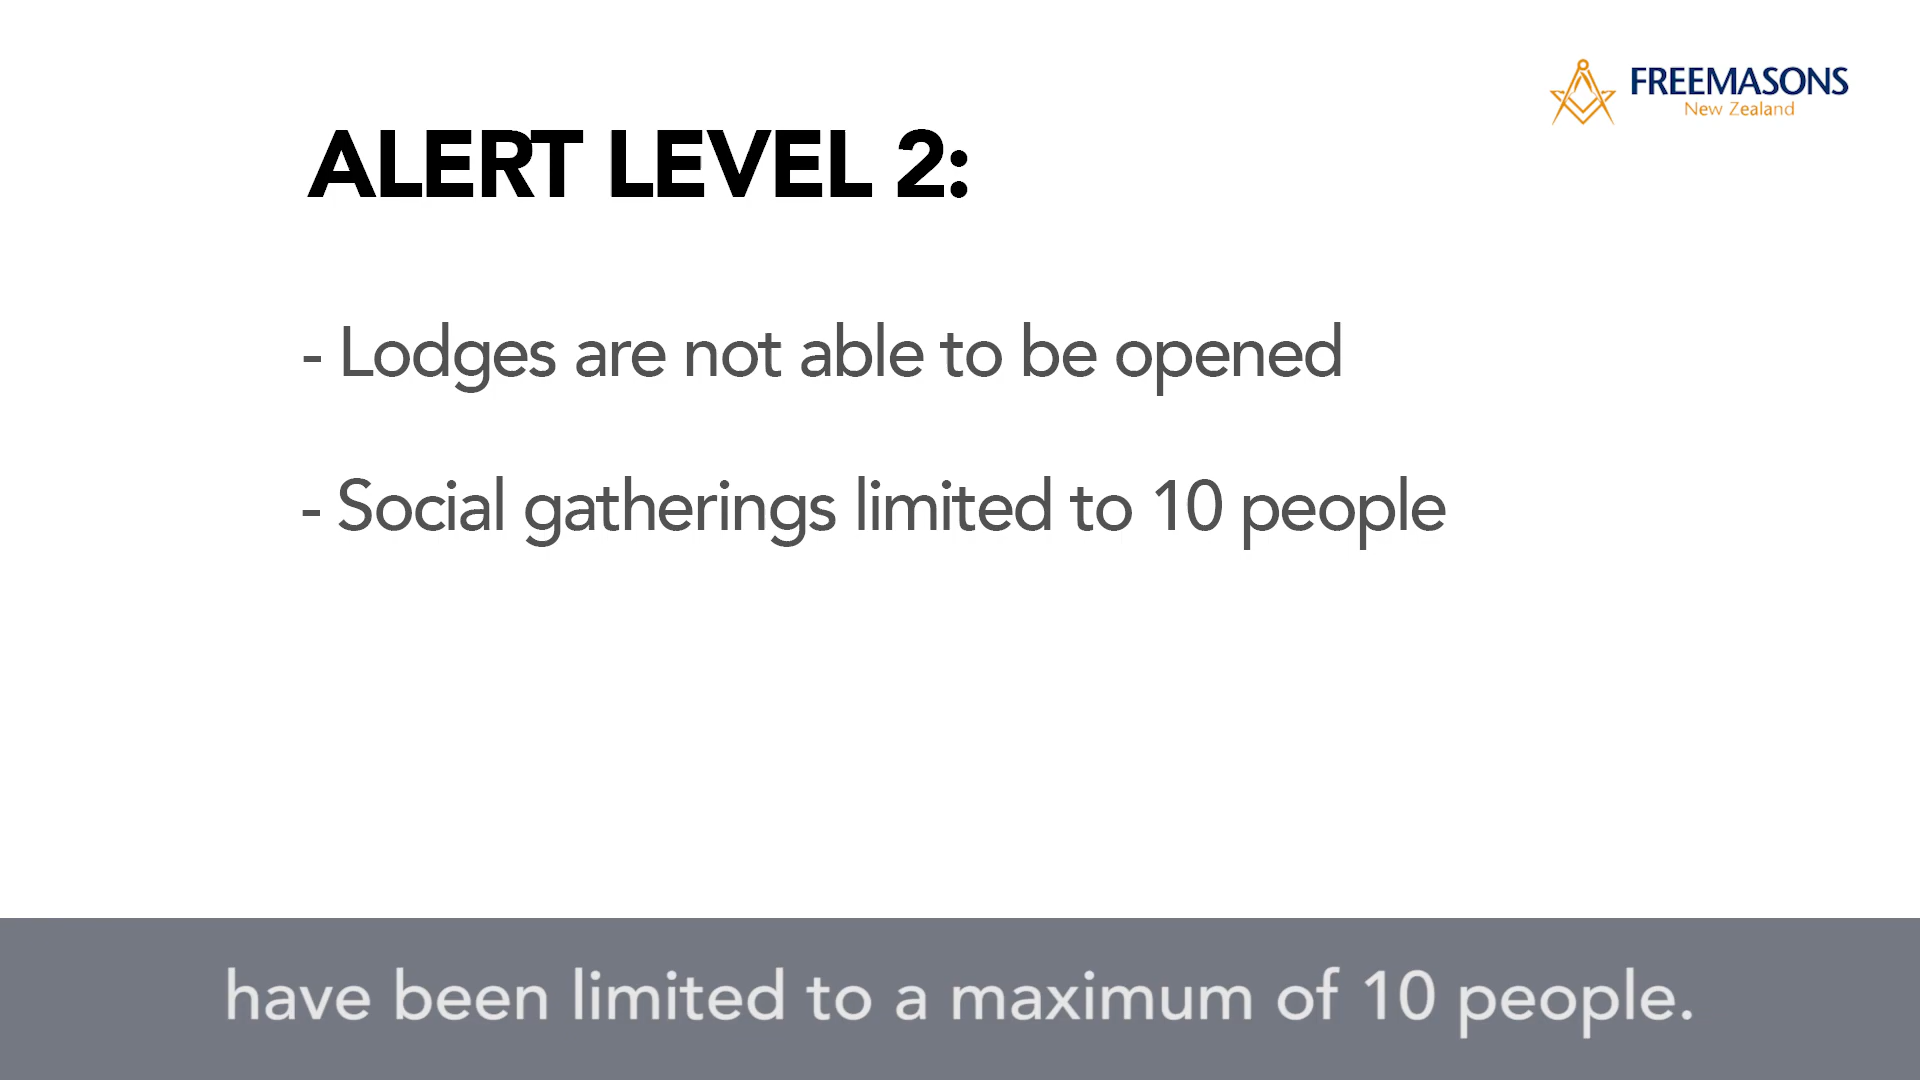 FREEMASONS
New Zealand
ALERT LEVEL 2:
- Lodges are not able to be opened
- Social gatherings limited to 10 people
have been limited to a maximum of 10 people.